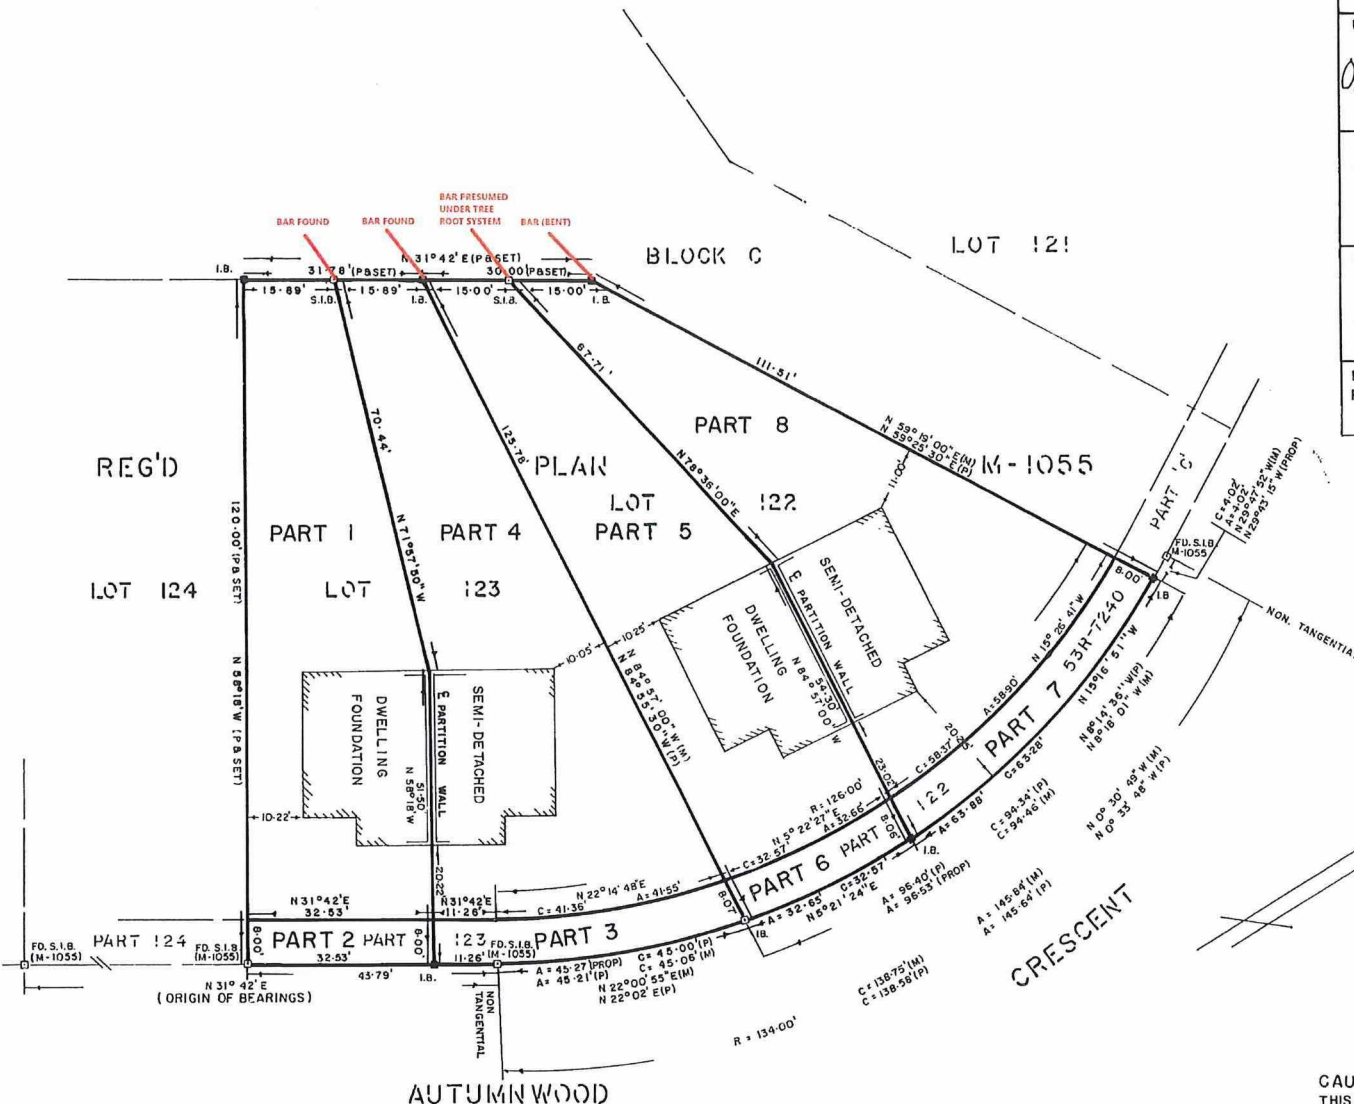 BAR FOUND
BAR FOUND
BAR PRESUMED
UNDER TREE
ROOT SYSTEM
BAR (BENT)
BLOCK C
LOT 121
N 31° 42' E (P&SET)
I.B.
31·78' (P&SET)
30·00' (P&SET)
15·89'
S.I.B.
15·89'
I.B.
15·00'
S.I.B.
15·00'
I.B.
67·71'
111·51'
70·44'
125·78'
PART 8
N 59° 19' 00" E (M)
N 59° 25' 30" E (P)
11·00'
REG'D
PLAN
M-1055
N 78° 36' 00" E
LOT
122
PART 1
PART 4
PART 5
120·00' (P&SET)
N 58° 18' W (P&SET)
N 71° 57' 50" W
LOT 124
LOT
123
PART 'C'
C=4·02'
A=4·02'
N 29° 47' 52" W (M)
N 29° 43' 15" W (PROP)
FD. S.I.B.
M-1055
8·00'
I.B
NON. TANGENTIAL
SEMI-DETACHED
DWELLING
FOUNDATION
℄ PARTITION WALL
54·30'
N 84° 57' 00" W
10·05'
10·25'
N 84° 57' 00" W (M)
N 84° 55' 30" W (P)
SEMI-DETACHED
DWELLING
FOUNDATION
℄ PARTITION WALL
51·50'
N 58° 18' W
10·22'
20·22'
23·02'
20·25'
N 15° 26' 41" W
A=58·90'
C=58·37'
PART 7
53R-7240
N 15° 16' 51" W
C=63·28'
A=63·88'
N 8° 14' 36" W (P)
N 8° 18' 01" W (M)
C=94·34' (P)
C=94·46' (M)
N 0° 30' 49" W (M)
N 0° 33' 48" W (P)
R=126·00'
N 5° 22' 27" E
A=32·66'
C=32·57'
8·06'
I.B.
PART 6
PART
122
C=32·57'
A=32·65'
N 5° 21' 24" E
A = 96·40' (P)
A = 96·53' (PROP)
A = 145·84' (M)
A = 145·64' (P)
CRESCENT
N 31° 42' E
32·53'
N 31° 42' E
11·26'
N 22° 14' 48" E
C=41·36'
A=41·55'
8·07'
I.B.
PART 124
FD. S.I.B.
(M-1055)
FD. S.I.B
(M-1055)
8·00'
PART 2
PART
8·00'
123
FD. S.I.B.
(M-1055)
PART 3
32·53'
11·26'
43·79'
I.B.
N 31° 42' E
(ORIGIN OF BEARINGS)
A = 45·27' (PROP)
A= 45·21' (P)
C= 45·00' (P)
C= 45·06' (M)
N 22° 00' 55" E (M)
N 22° 02' E (P)
NON
TANGENTIAL
C=138·75' (M)
C=138·58' (P)
R = 134·00'
AUTUMNWOOD
CAU
THIS